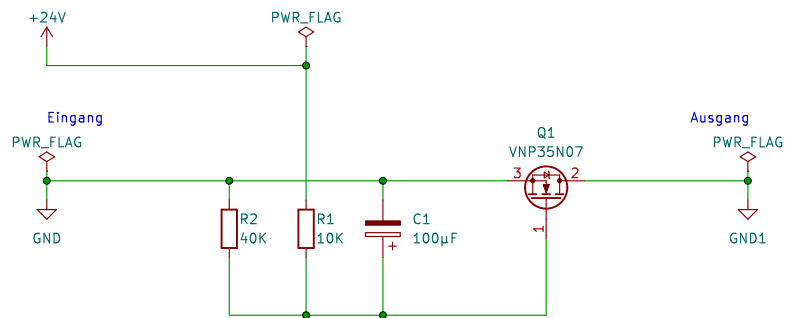 +24V
PWR_FLAG
Eingang
PWR_FLAG
Ausgang
PWR_FLAG
Q1
VNP35N07
3
2
1
GND
R2
40K
R1
10K
C1
100µF
+
GND1